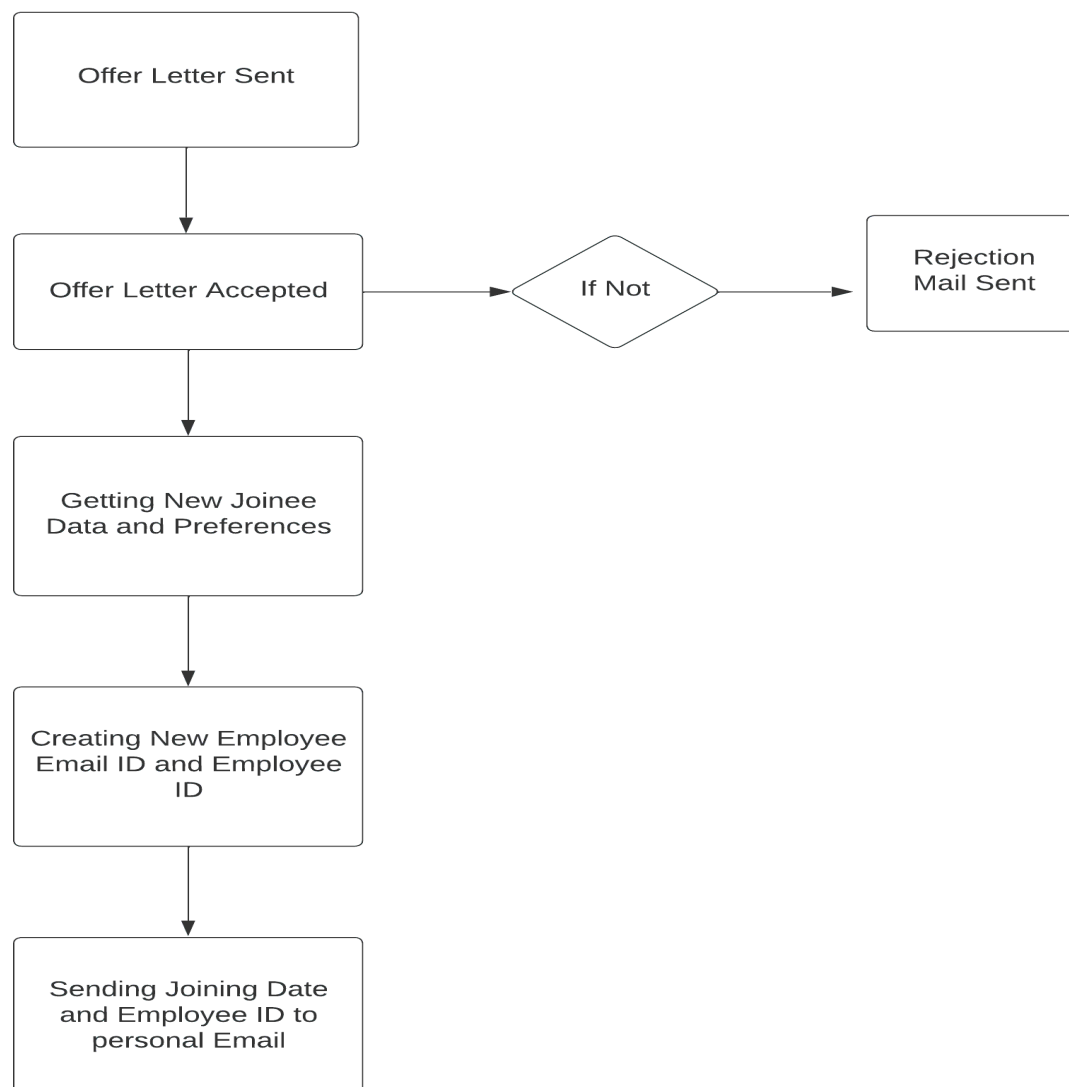 Offer Letter Sent
Offer Letter Accepted
If Not
Rejection
Mail Sent
Getting New Joinee
Data and Preferences
Creating New Employee
Email ID and Employee
ID
Sending Joining Date
and Employee ID to
personal Email